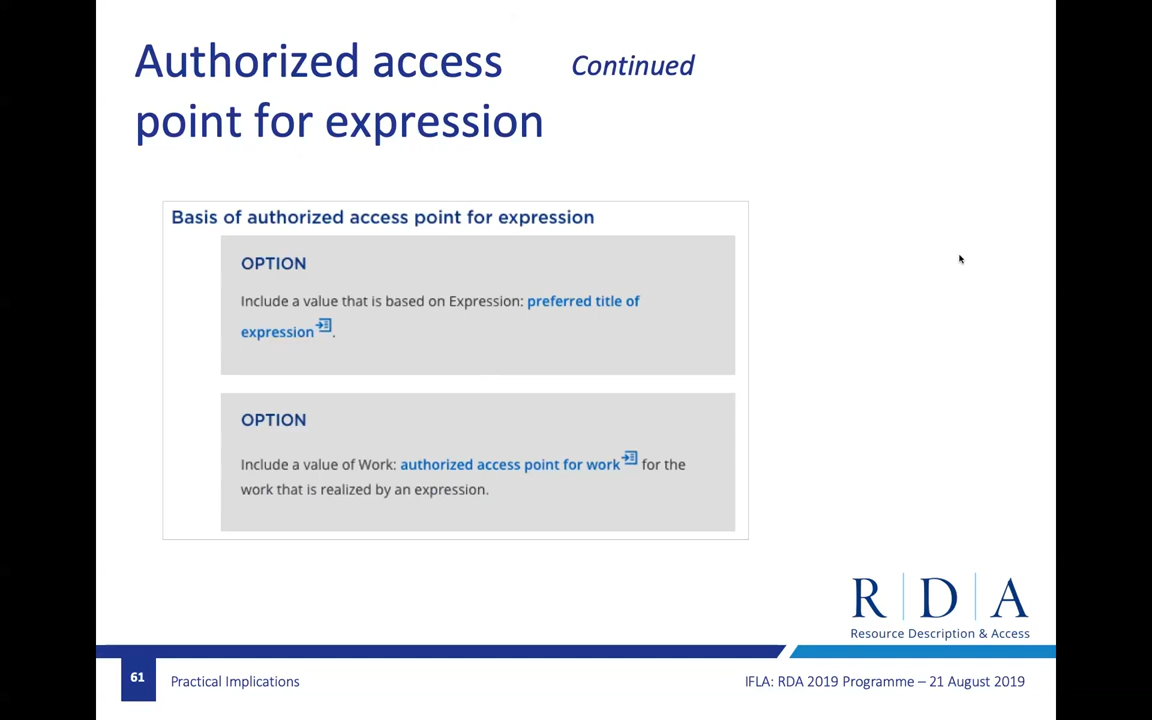 Authorized access
point for expression
Continued
Basis of authorized access point for expression
OPTION
Include a value that is based on Expression: preferred title of
expression.
OPTION
Include a value of Work: authorized access point for work for the
work that is realized by an expression.
R D A
Resource Description & Access
61
Practical Implications
IFLA: RDA 2019 Programme – 21 August 2019